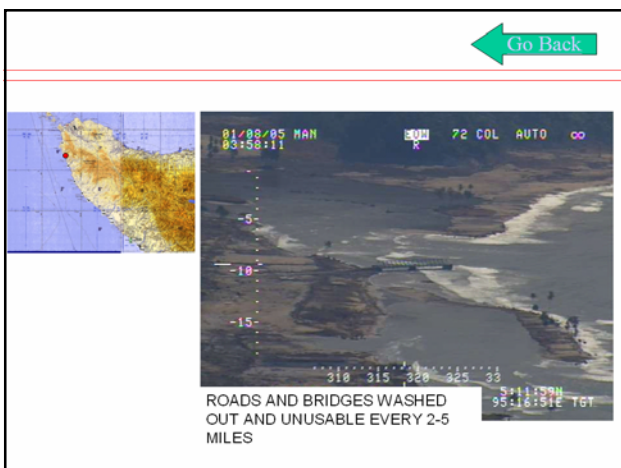 Go Back
01/08/05 MAN EOW 72 COL AUTO ∞
03:58:11 R
-5-
-10-
-15-
310 315 320 325 33
5:11:59N
95:16:51E TGT
ROADS AND BRIDGES WASHED
OUT AND UNUSABLE EVERY 2-5
MILES